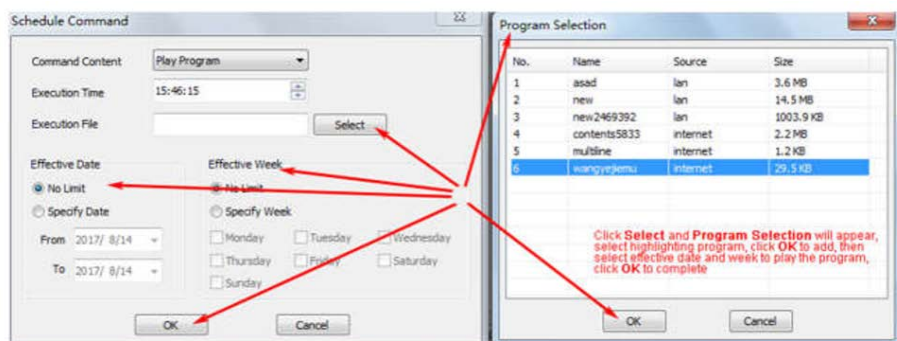 Schedule Command
Command Content Play Program
Execution Time 15:46:15
Execution File Select
Effective Date
No Limit
Specify Date
From 2017/ 8/14
To 2017/ 8/14
Effective Week
No Limit
Specify Week
Monday Tuesday Wednesday
Thursday Friday Saturday
Sunday
OK Cancel
Program Selection
No. Name Source Size
1 asad lan 3.6 MB
2 new lan 14.5 MB
3 new2469392 lan 1003.9 KB
4 contents5833 internet 2.2 MB
5 multiline internet 1.2 KB
6 wangyejiemu internet 29.5 KB
Click Select and Program Selection will appear,
select highlighting program, click OK to add, then
select effective date and week to play the program,
click OK to complete
OK Cancel